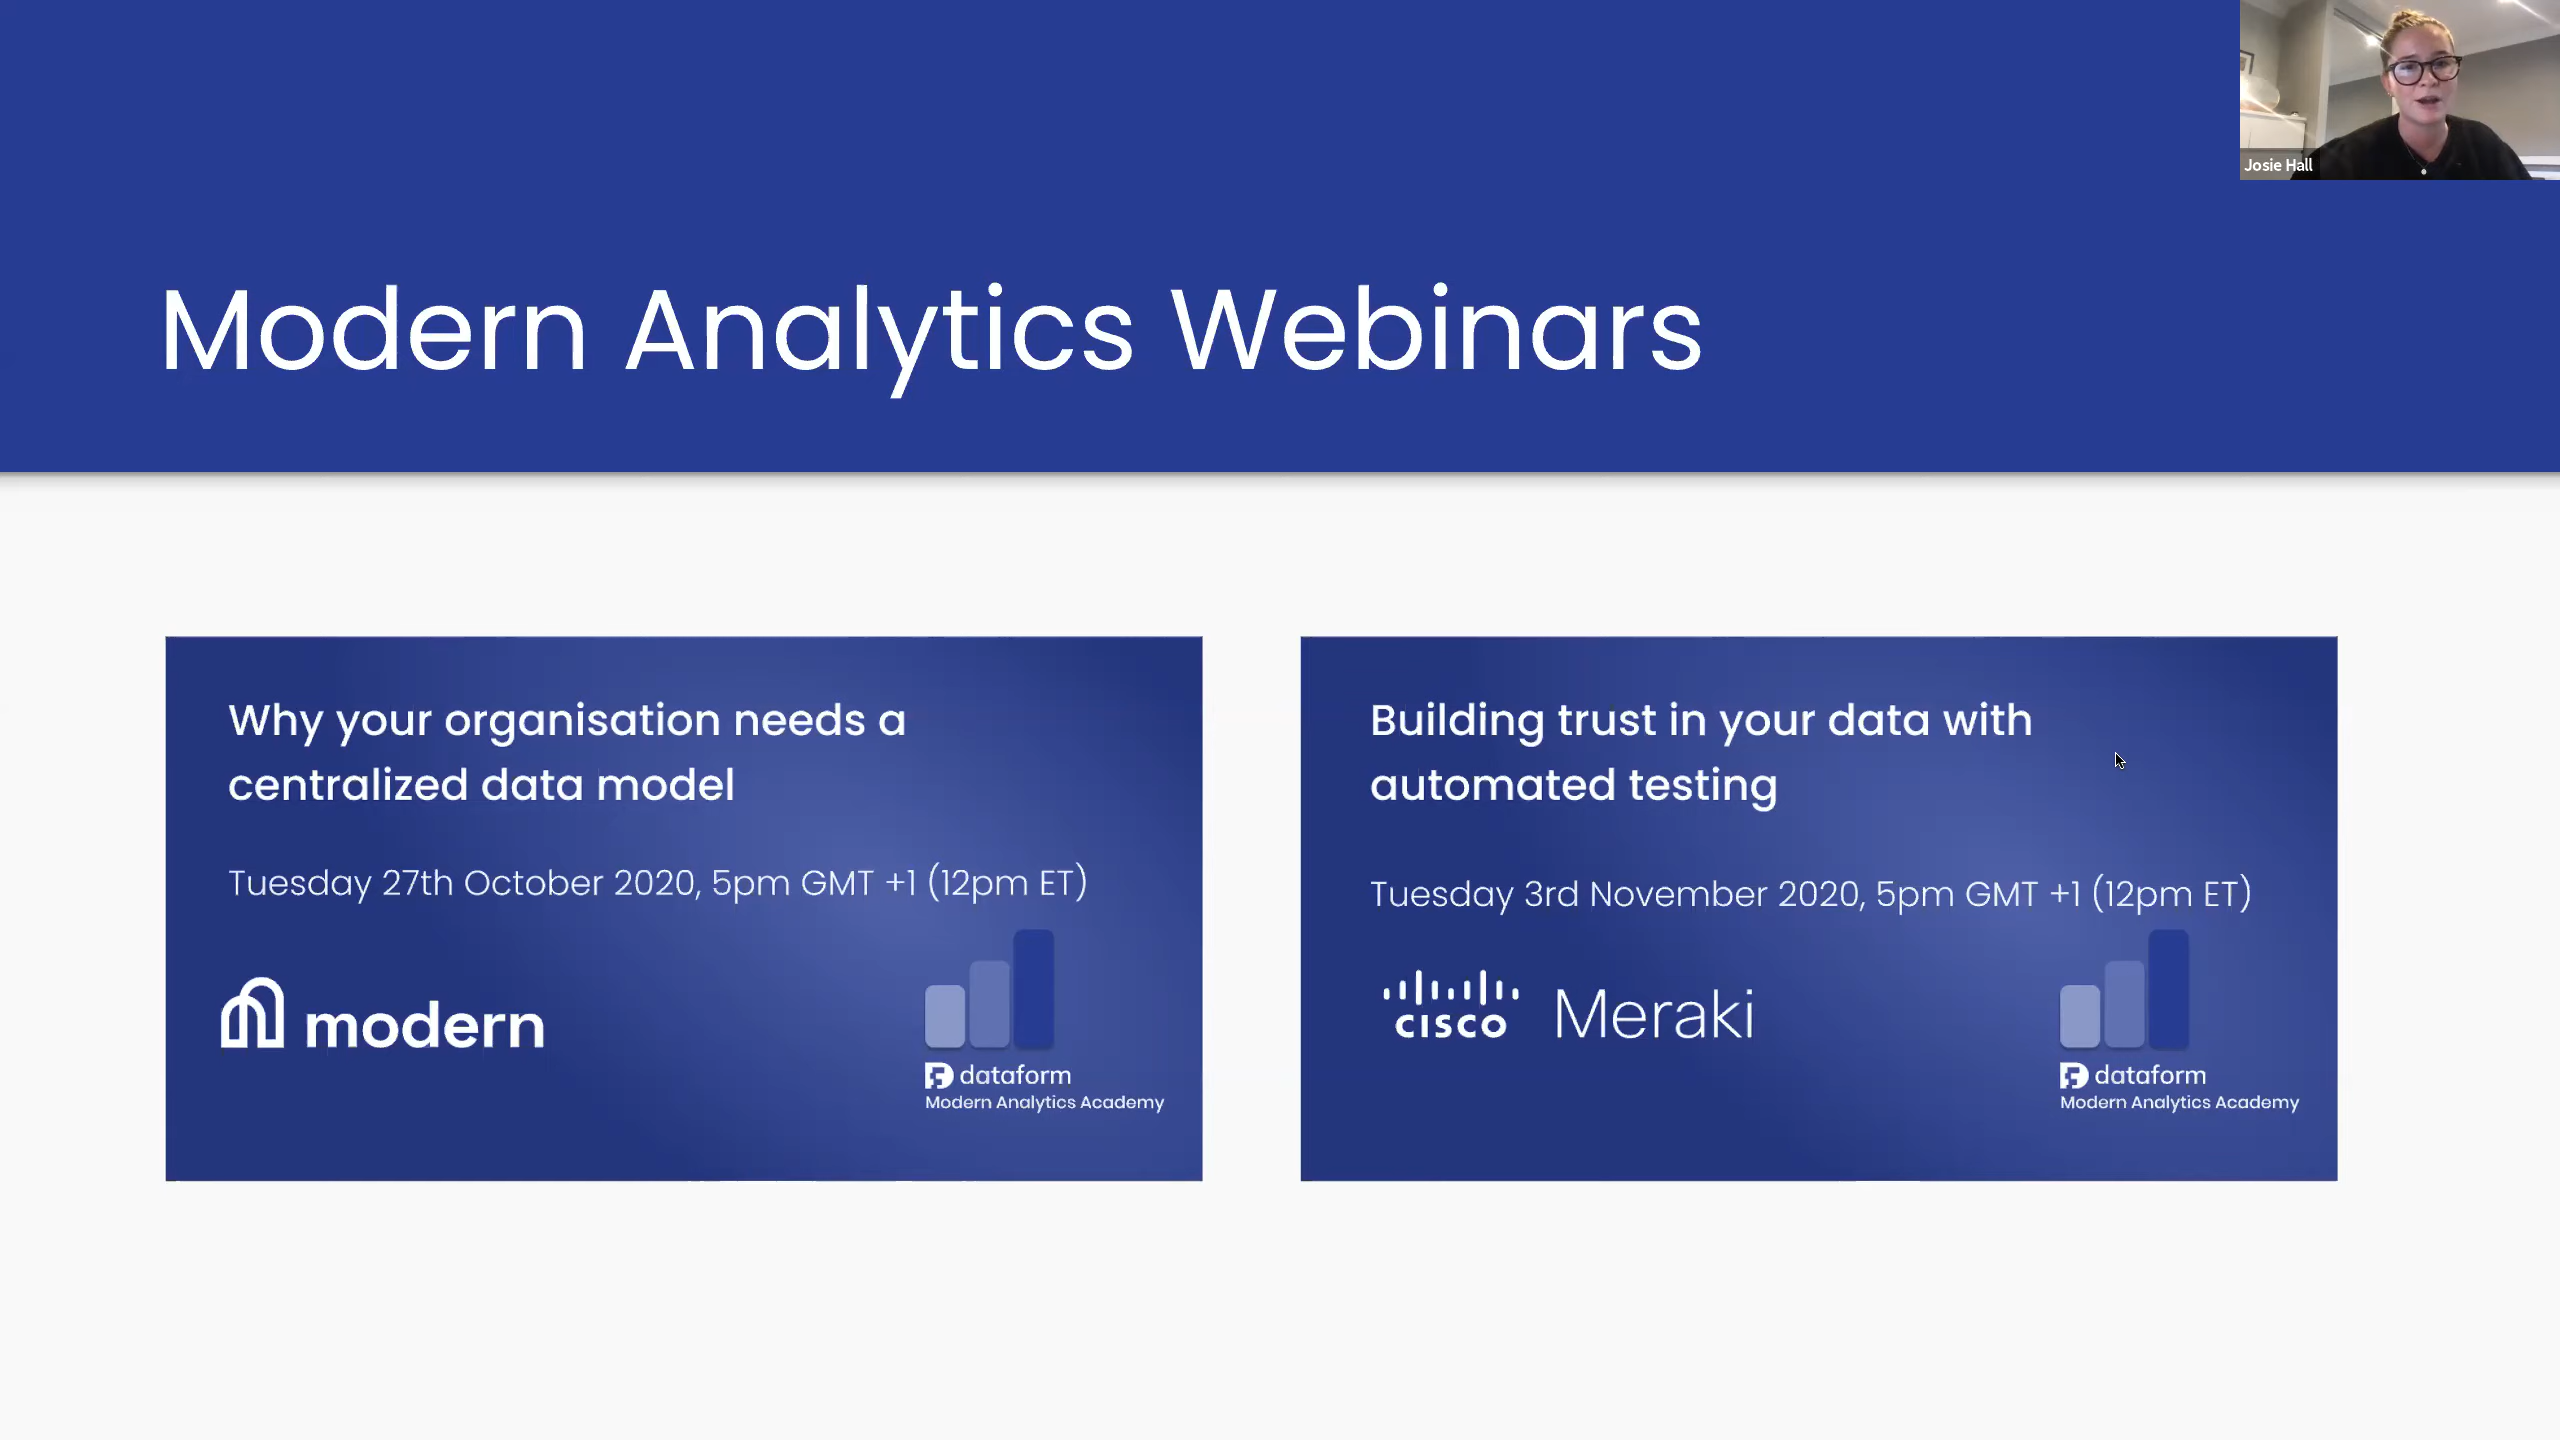 Josie Hall
Modern Analytics Webinars
Why your organisation needs a
centralized data model
Tuesday 27th October 2020, 5pm GMT +1 (12pm ET)
modern
dataform
Modern Analytics Academy
Building trust in your data with
automated testing
Tuesday 3rd November 2020, 5pm GMT +1 (12pm ET)
CISCO Meraki
dataform
Modern Analytics Academy